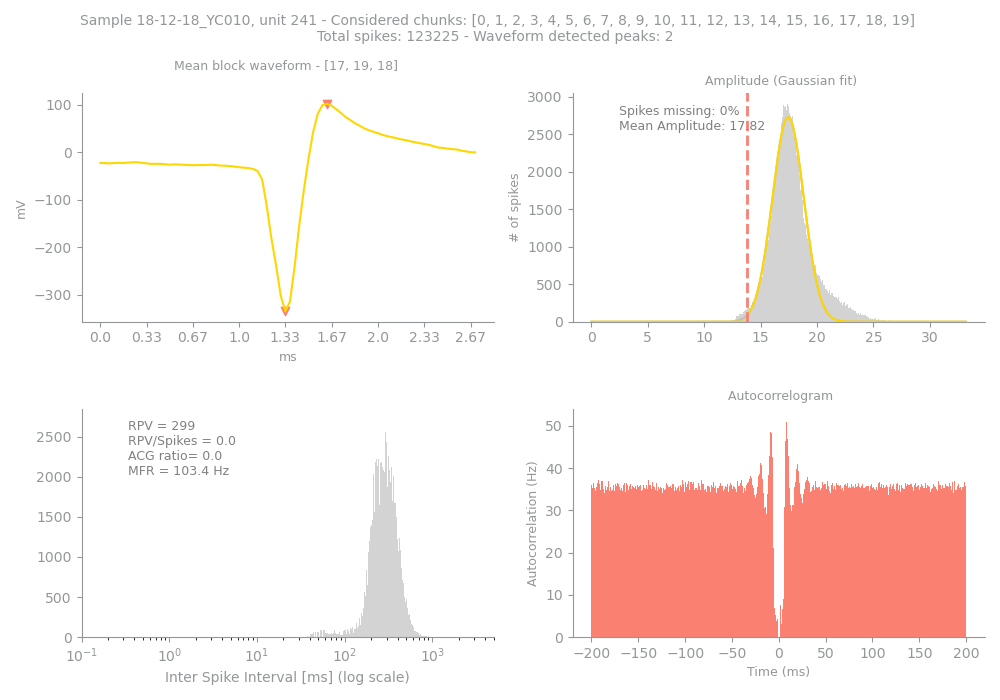 Sample 18-12-18_YC010, unit 241 - Considered chunks: [0, 1, 2, 3, 4, 5, 6, 7, 8, 9, 10, 11, 12, 13, 14, 15, 16, 17, 18, 19]
Total spikes: 123225 - Waveform detected peaks: 2
Mean block waveform - [17, 19, 18]
100
0
−100
−200
−300
mV
0.0 0.33 0.67 1.0 1.33 1.67 2.0 2.33 2.67
ms
Amplitude (Gaussian fit)
Spikes missing: 0%
Mean Amplitude: 17.82
3000
2500
2000
1500
1000
500
0
# of spikes
0 5 10 15 20 25 30
RPV = 299
RPV/Spikes = 0.0
ACG ratio= 0.0
MFR = 103.4 Hz
2500
2000
1500
1000
500
0
10⁻¹ 10⁰ 10¹ 10² 10³
Inter Spike Interval [ms] (log scale)
Autocorrelogram
50
40
30
20
10
0
Autocorrelation (Hz)
−200 −150 −100 −50 0 50 100 150 200
Time (ms)